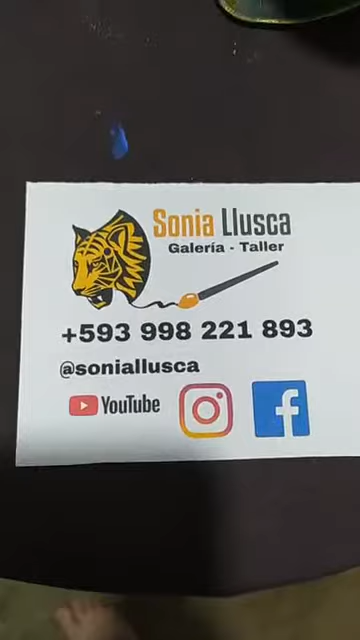 Sonia Llusca
Galería - Taller
+593 998 221 893
@soniallusca
YouTube